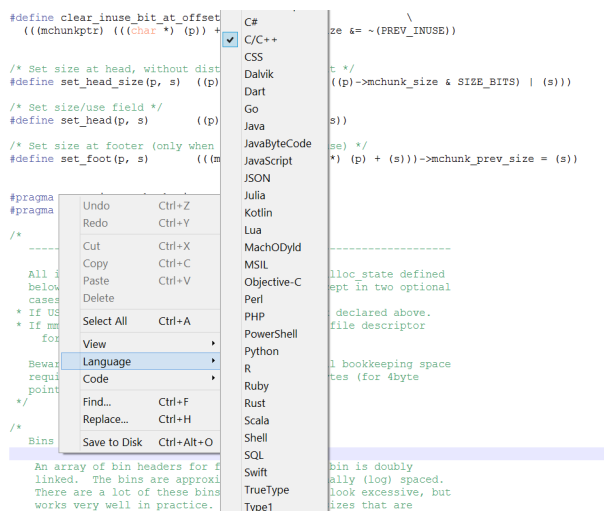 #define clear_inuse_bit_at_offset \
(((mchunkptr) (((char *) (p)) + ze &= ~(PREV_INUSE))
/* Set size at head, without dist t */
#define set_head_size(p, s) ((p) ((p)->mchunk_size & SIZE_BITS) | (s)))
/* Set size/use field */
#define set_head(p, s) ((p) s))
/* Set size at footer (only when se) */
#define set_foot(p, s) (((m *) (p) + (s)))->mchunk_prev_size = (s))
#pragma
#pragma
/*
All i lloc_state defined
below ept in two optional
cases
* If US declared above.
* If mm file descriptor
for
Bewar l bookkeeping space
requi tes (for 4byte
point
*/
/*
Bins
An array of bin headers for f bin is doubly
linked. The bins are approxi ally (log) spaced.
There are a lot of these bins look excessive, but
works very well in practice. izes that are
Undo Ctrl+Z
Redo Ctrl+Y
Cut Ctrl+X
Copy Ctrl+C
Paste Ctrl+V
Delete
Select All Ctrl+A
View
Language
Code
Find... Ctrl+F
Replace... Ctrl+H
Save to Disk Ctrl+Alt+O
C#
C/C++
CSS
Dalvik
Dart
Go
Java
JavaByteCode
JavaScript
JSON
Julia
Kotlin
Lua
MachODyld
MSIL
Objective-C
Perl
PHP
PowerShell
Python
R
Ruby
Rust
Scala
Shell
SQL
Swift
TrueType
Type1